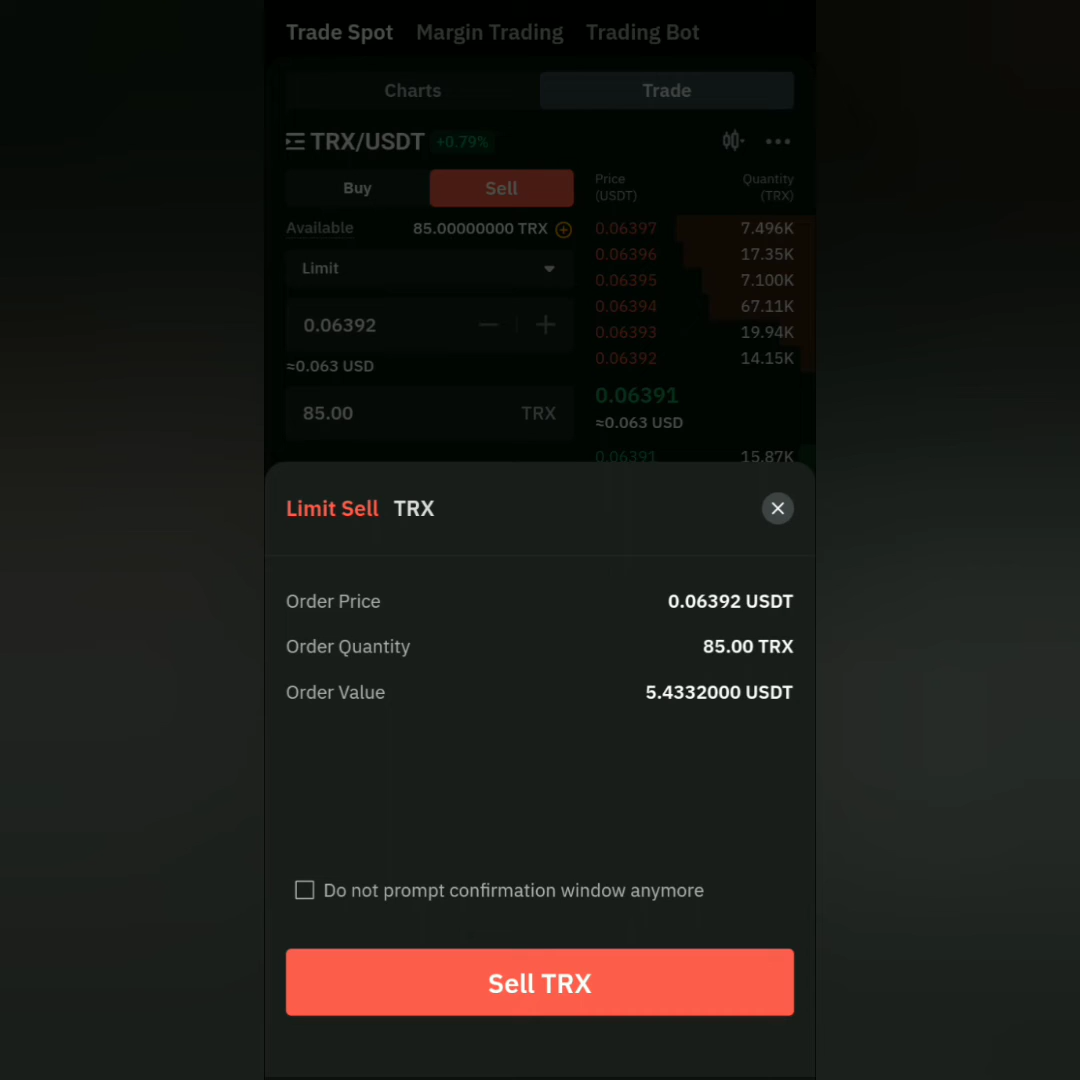 Trade Spot Margin Trading Trading Bot
Charts Trade
TRX/USDT +0.79%
Buy Sell
Price (USDT) Quantity (TRX)
Available 85.00000000 TRX
Limit
0.06392
≈0.063 USD
85.00 TRX
0.06397 7.496K
0.06396 17.35K
0.06395 7.100K
0.06394 67.11K
0.06393 19.94K
0.06392 14.15K
0.06391
≈0.063 USD
0.06391 15.87K
Limit Sell TRX
Order Price 0.06392 USDT
Order Quantity 85.00 TRX
Order Value 5.4332000 USDT
Do not prompt confirmation window anymore
Sell TRX